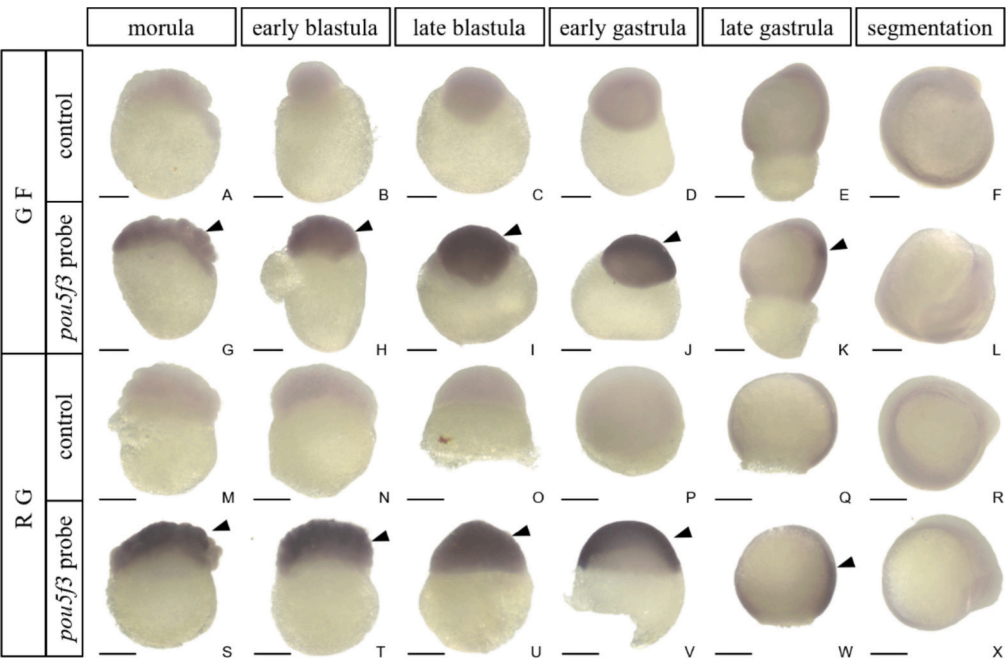 morula early blastula late blastula early gastrula late gastrula segmentation
G F
control
A B C D E F
pou5f3 probe
G H I J K L
R G
control
M N O P Q R
pou5f3 probe
S T U V W X